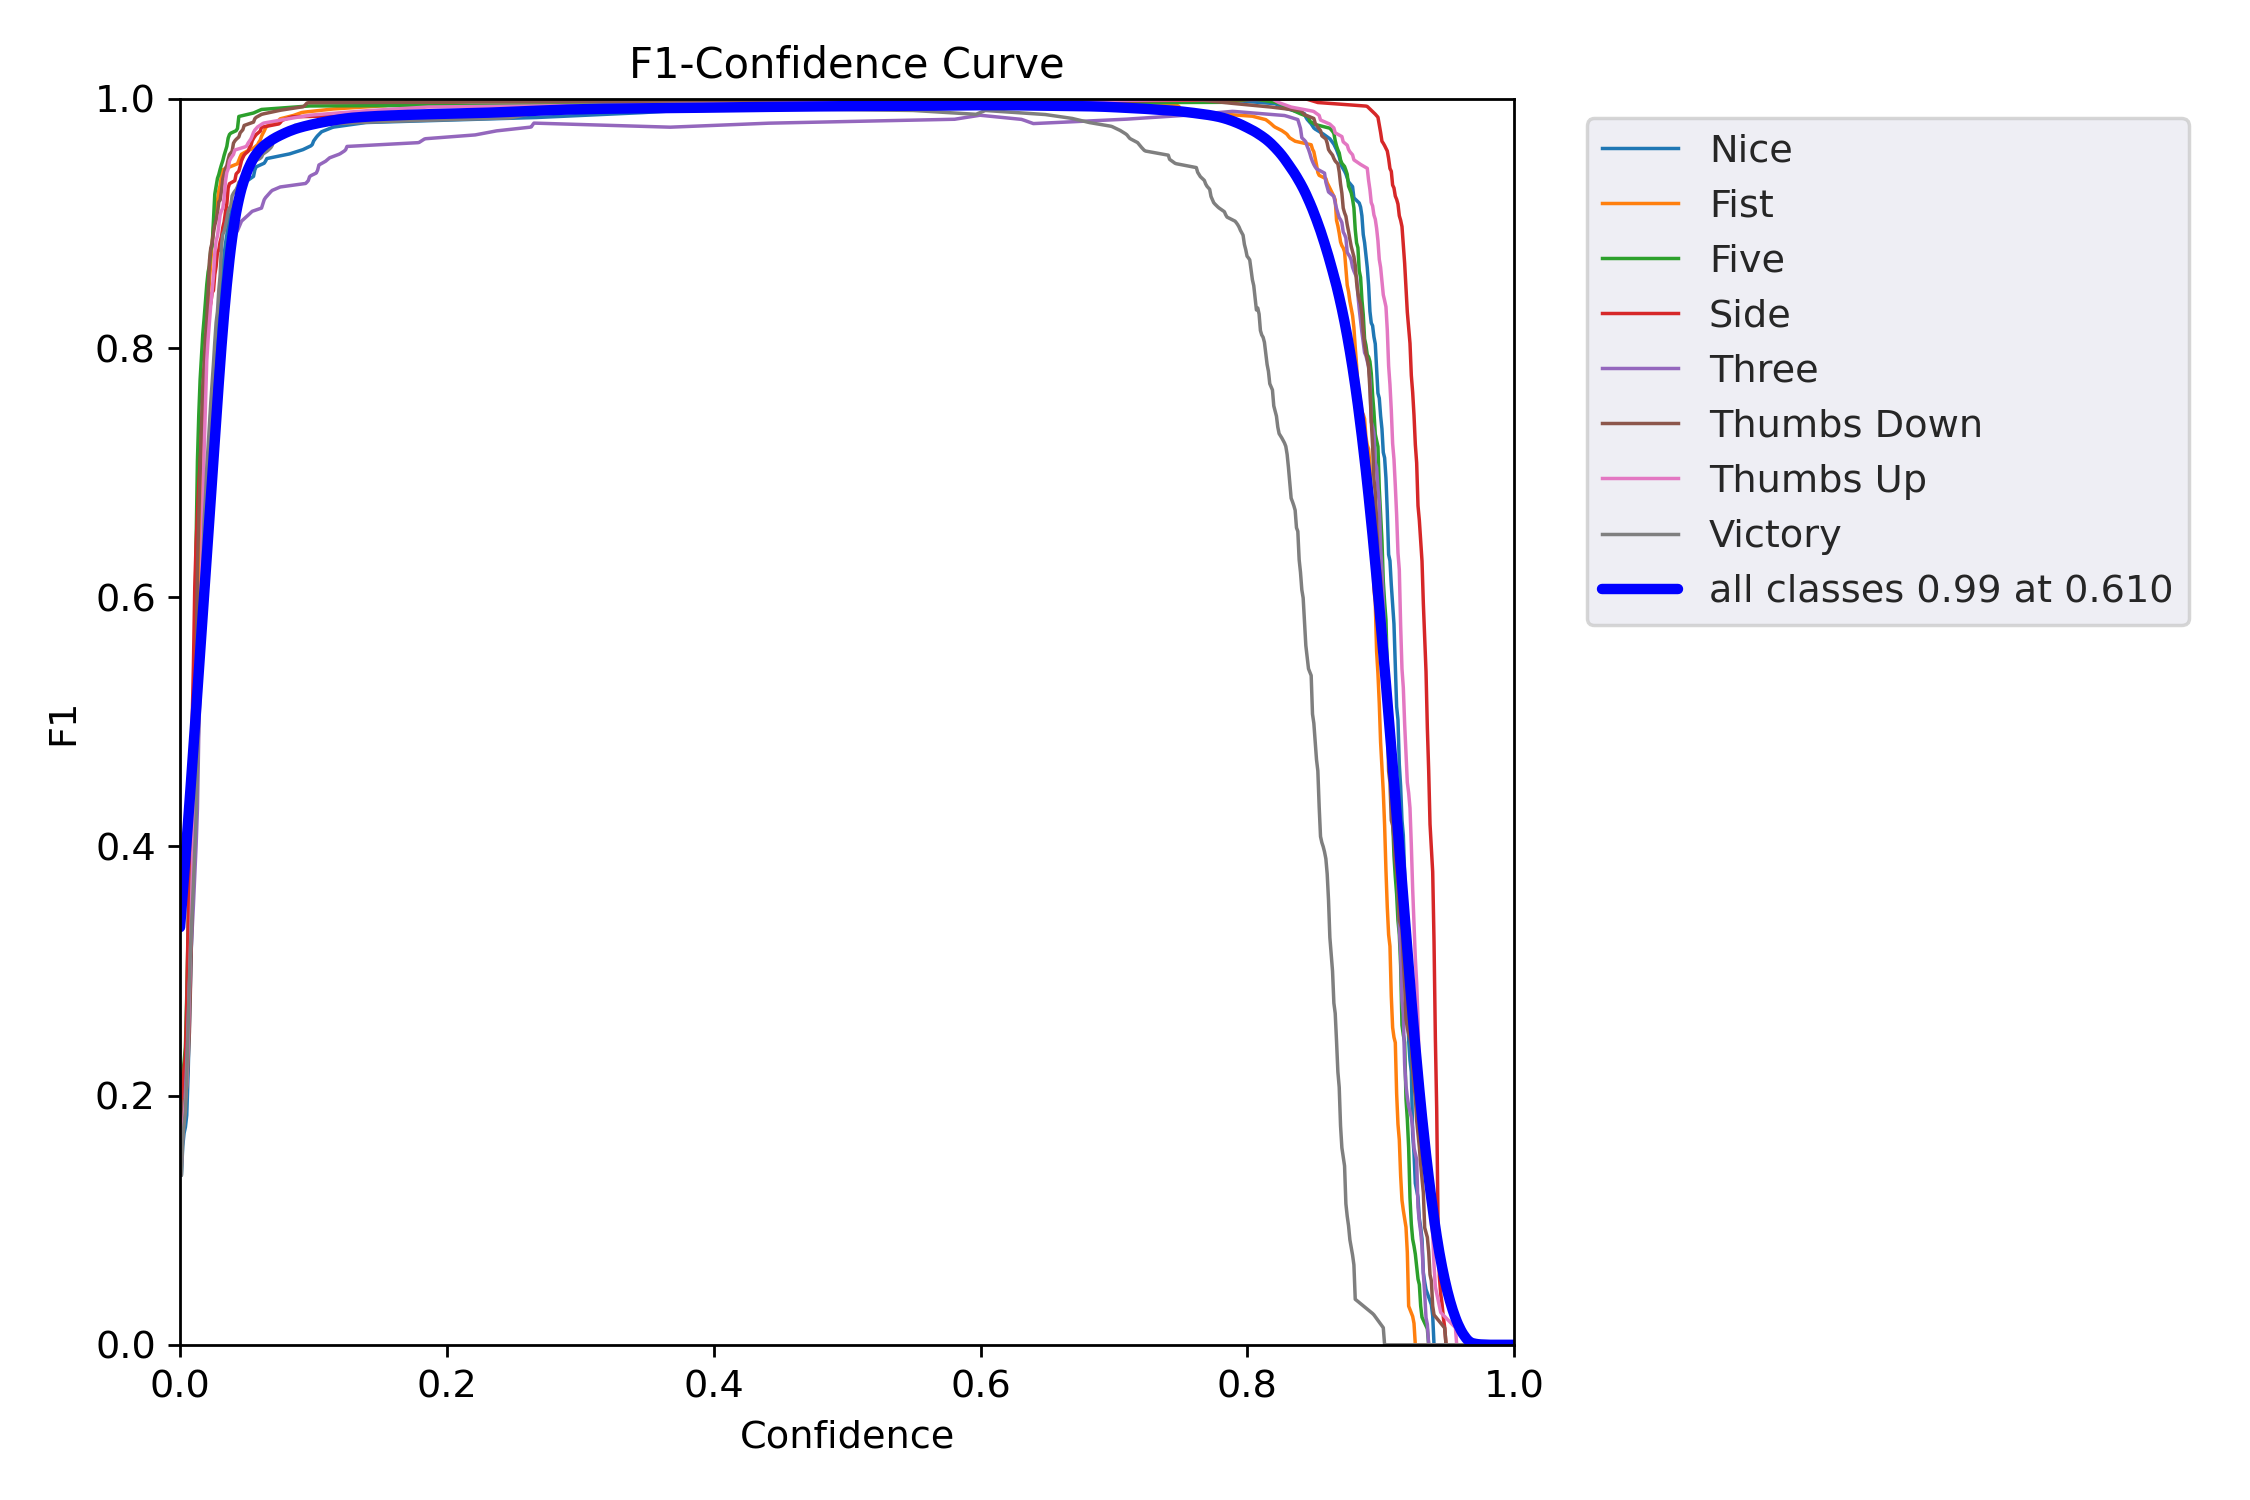 F1-Confidence Curve
1.0
0.8
0.6
0.4
0.2
0.0
F1
0.0 0.2 0.4 0.6 0.8 1.0
Confidence
Nice
Fist
Five
Side
Three
Thumbs Down
Thumbs Up
Victory
all classes 0.99 at 0.610